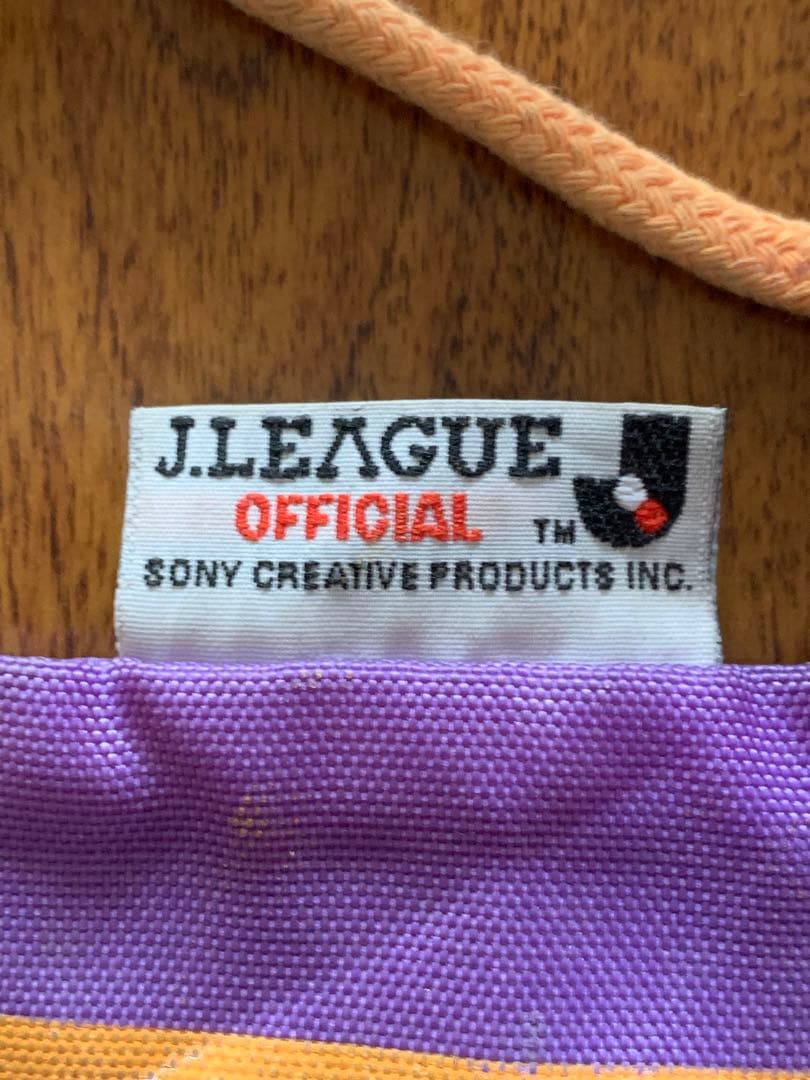 J.LEAGUE
OFFICIAL TM
SONY CREATIVE PRODUCTS INC.